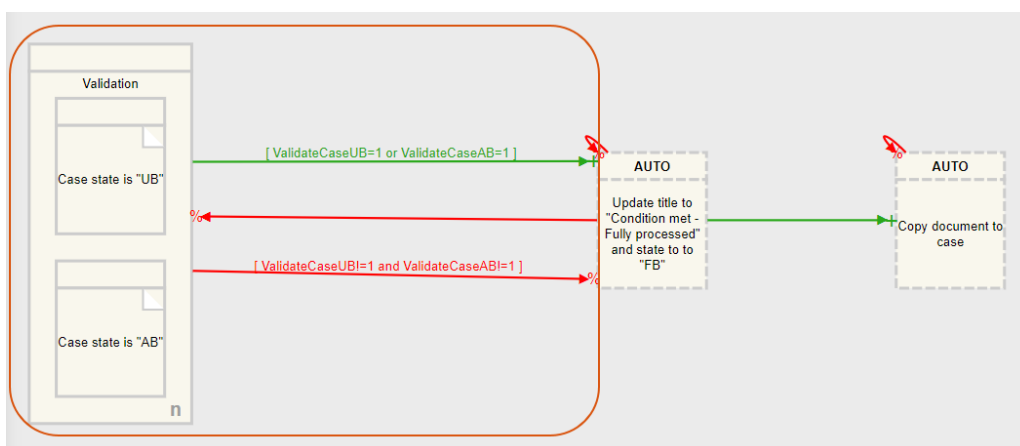 Validation
Case state is "UB"
[ ValidateCaseUB=1 or ValidateCaseAB=1 ]
%
[ ValidateCaseUB!=1 and ValidateCaseAB!=1 ]
%
Case state is "AB"
n
%
AUTO
Update title to
"Condition met -
Fully processed"
and state to to
"FB"
%
AUTO
Copy document to
case